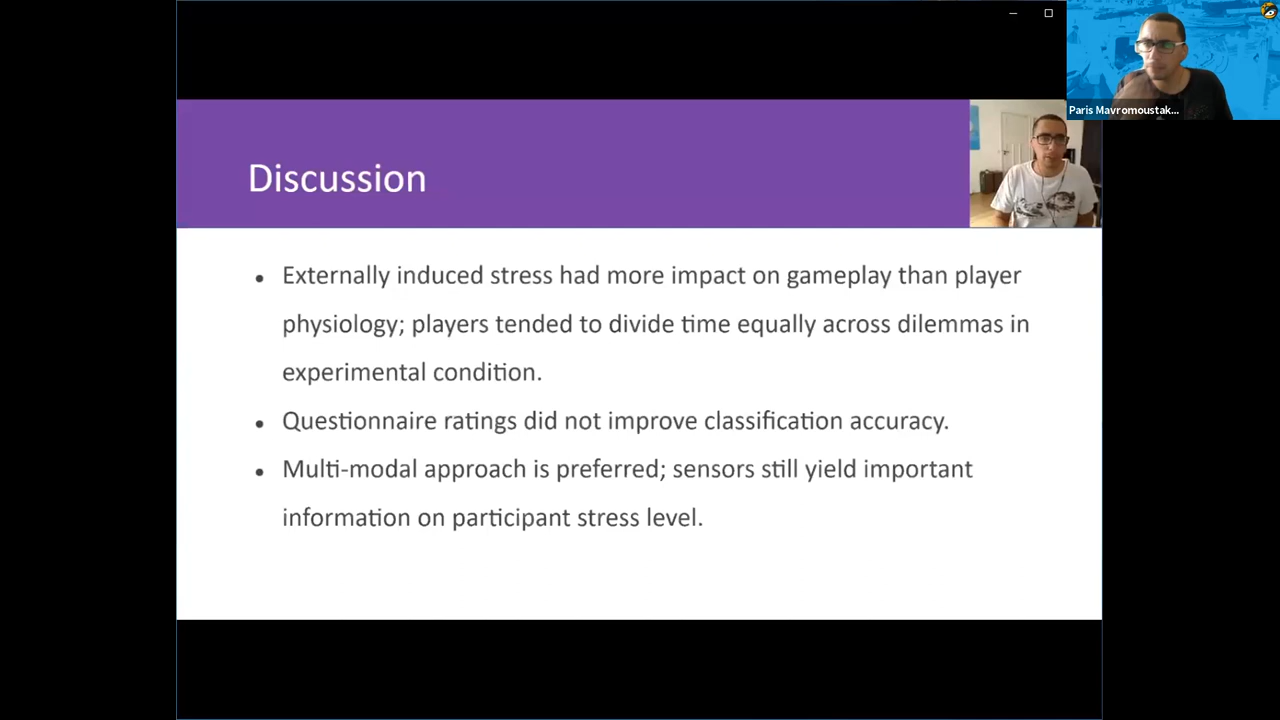 Paris Mavromoustak...
Discussion
• Externally induced stress had more impact on gameplay than player
physiology; players tended to divide time equally across dilemmas in
experimental condition.
• Questionnaire ratings did not improve classification accuracy.
• Multi-modal approach is preferred; sensors still yield important
information on participant stress level.